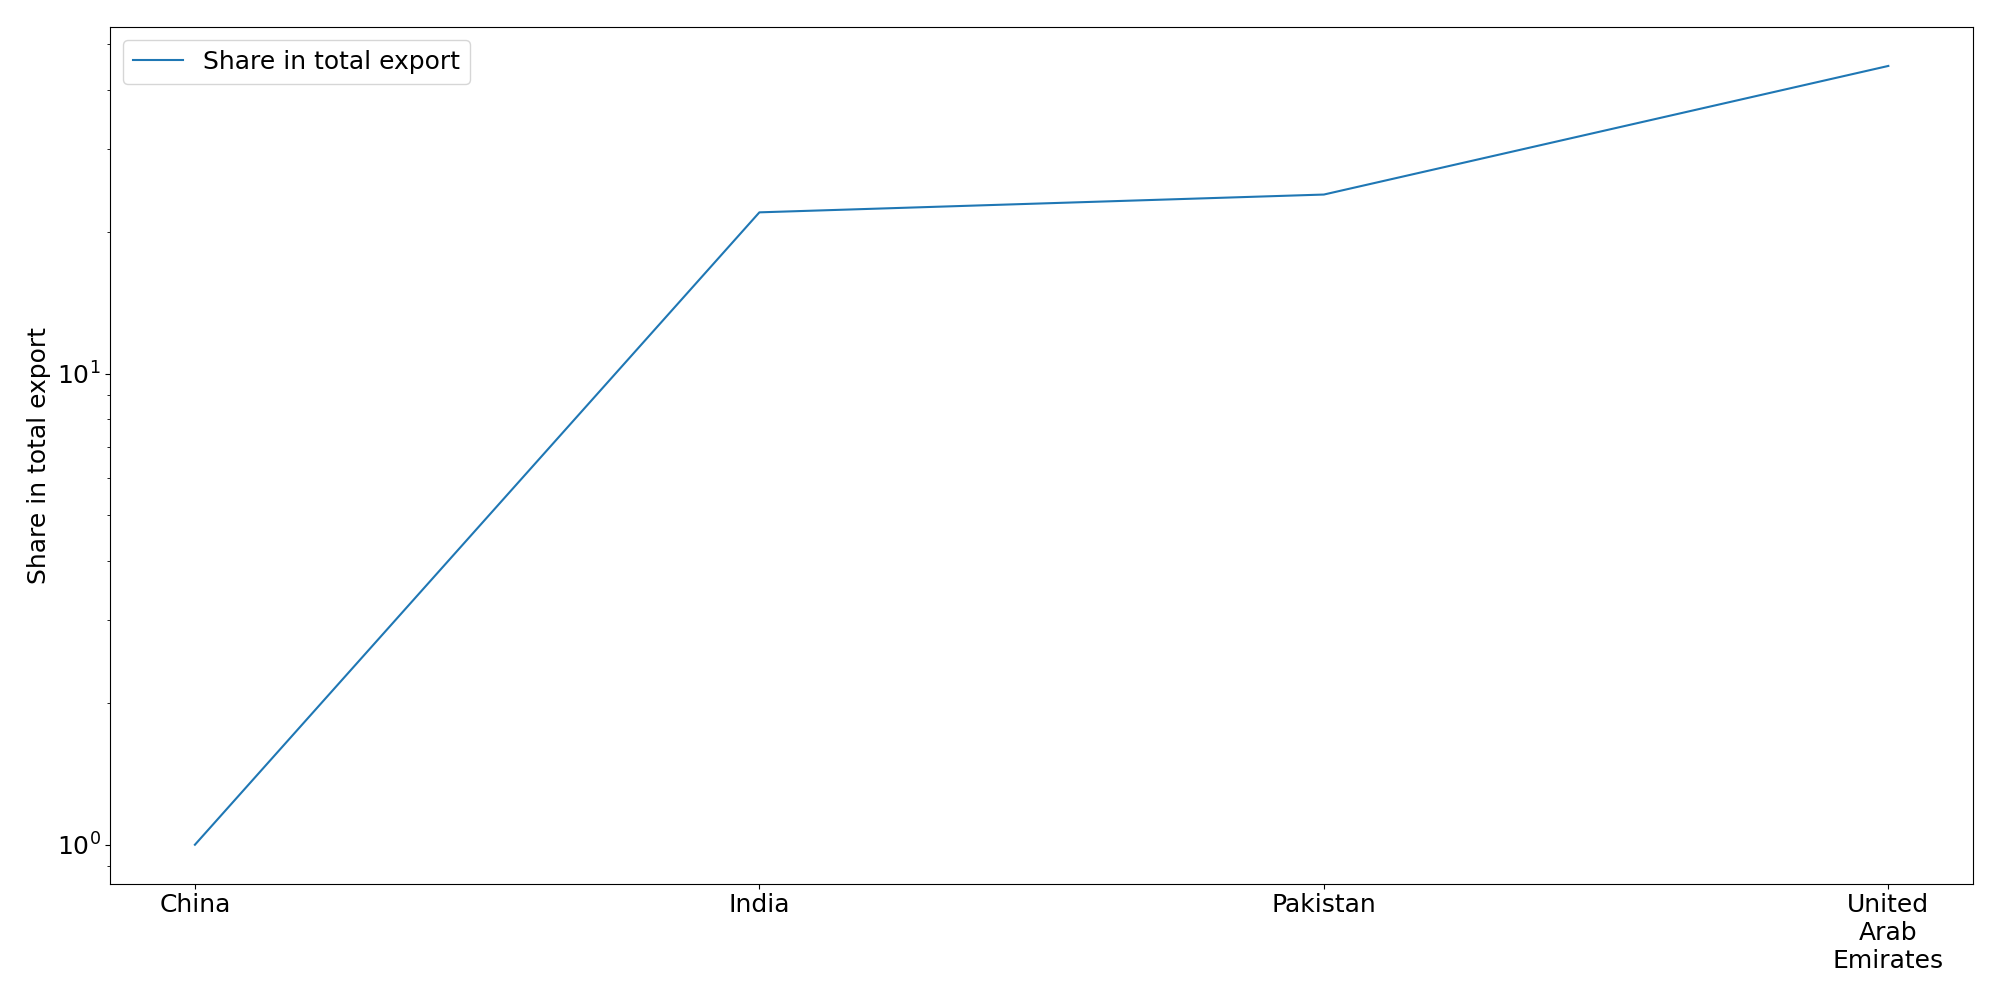 Share in total export
Share in total export
10¹
10⁰
China
India
Pakistan
United
Arab
Emirates